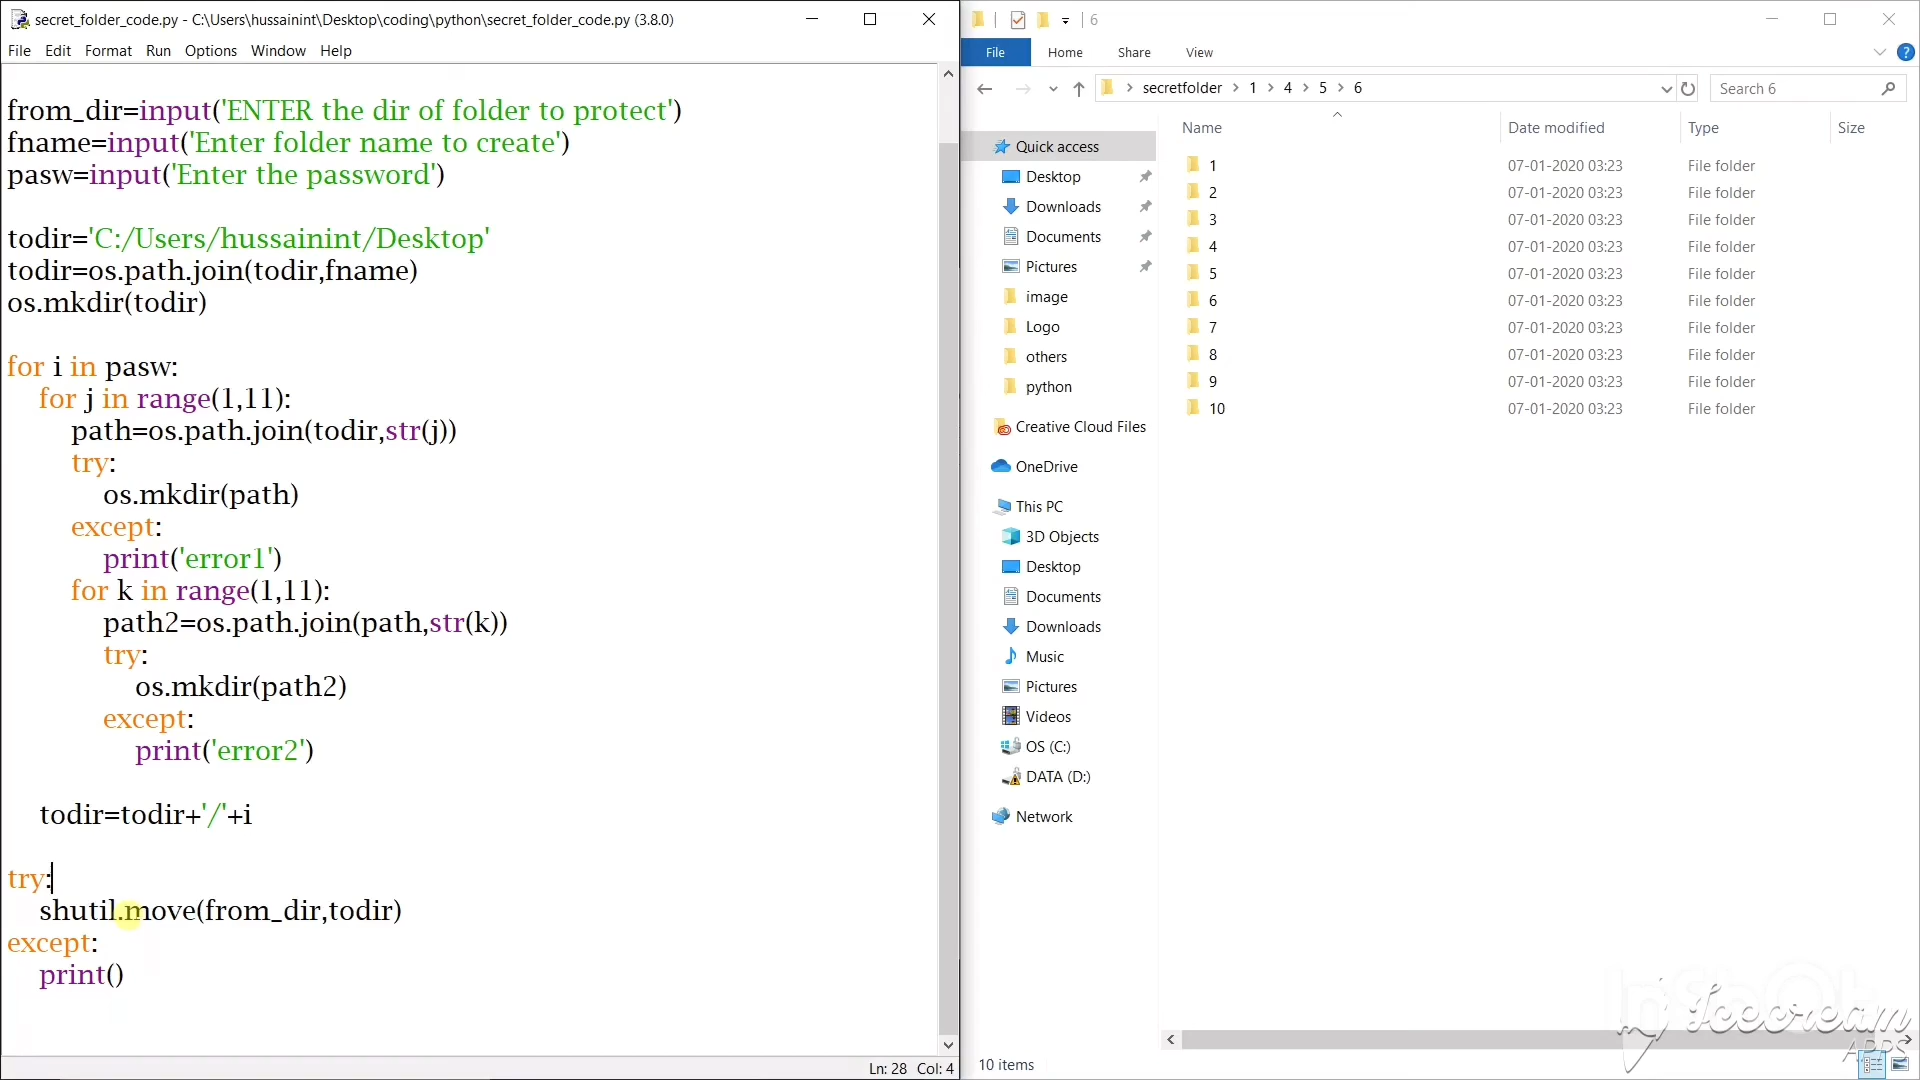 secret_folder_code.py - C:\Users\hussainint\Desktop\coding\python\secret_folder_code.py (3.8.0)
File Edit Format Run Options Window Help
from_dir=input('ENTER the dir of folder to protect')
fname=input('Enter folder name to create')
pasw=input('Enter the password')
todir='C:/Users/hussainint/Desktop'
todir=os.path.join(todir,fname)
os.mkdir(todir)
for i in pasw:
for j in range(1,11):
path=os.path.join(todir,str(j))
try:
os.mkdir(path)
except:
print('error1')
for k in range(1,11):
path2=os.path.join(path,str(k))
try:
os.mkdir(path2)
except:
print('error2')
todir=todir+'/'+i
try:
shutil.move(from_dir,todir)
except:
print()
Ln: 28 Col: 4
6
File Home Share View
secretfolder 1 4 5 6
Search 6
Quick access
Desktop
Downloads
Documents
Pictures
image
Logo
others
python
Creative Cloud Files
OneDrive
This PC
3D Objects
Desktop
Documents
Downloads
Music
Pictures
Videos
OS (C:)
DATA (D:)
Network
Name Date modified Type Size
1 07-01-2020 03:23 File folder
2 07-01-2020 03:23 File folder
3 07-01-2020 03:23 File folder
4 07-01-2020 03:23 File folder
5 07-01-2020 03:23 File folder
6 07-01-2020 03:23 File folder
7 07-01-2020 03:23 File folder
8 07-01-2020 03:23 File folder
9 07-01-2020 03:23 File folder
10 07-01-2020 03:23 File folder
10 items
Icecream
APPS